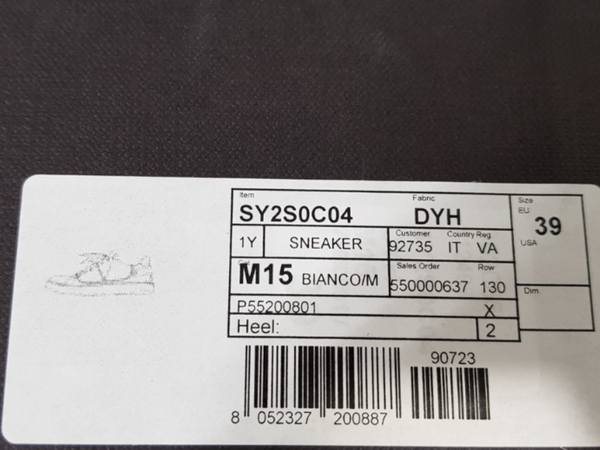 Item Fabric Size
SY2S0C04 DYH EU 39
1Y SNEAKER Customer Country Reg. USA
92735 IT VA
Col. M15 BIANCO/M Sales Order Row Dim.
550000637 130
P55200801 X
Heel: 2
90723
8 052327 200887